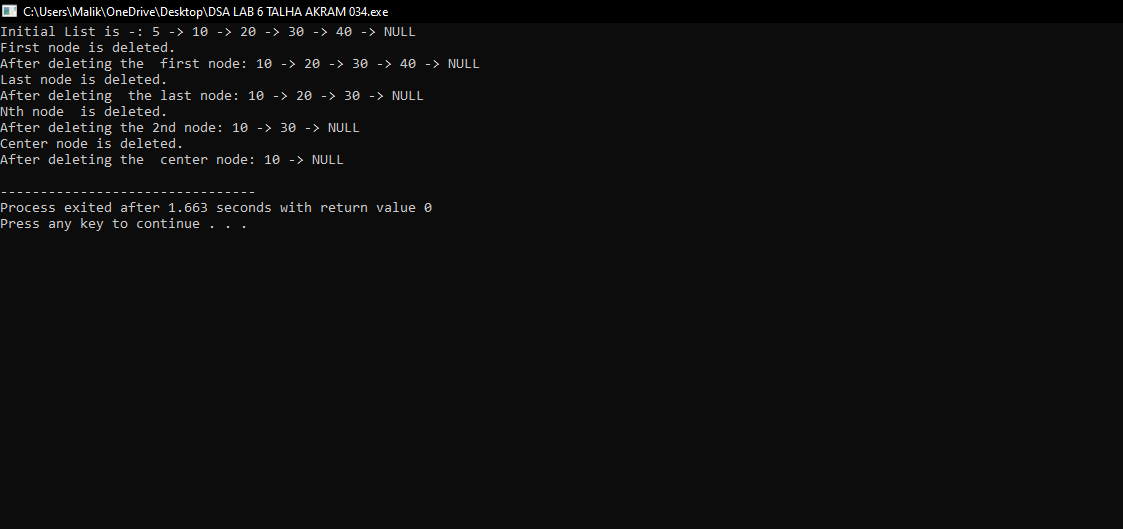 C:\Users\Malik\OneDrive\Desktop\DSA LAB 6 TALHA AKRAM 034.exe
Initial List is -: 5 -> 10 -> 20 -> 30 -> 40 -> NULL
First node is deleted.
After deleting the  first node: 10 -> 20 -> 30 -> 40 -> NULL
Last node is deleted.
After deleting  the last node: 10 -> 20 -> 30 -> NULL
Nth node  is deleted.
After deleting the 2nd node: 10 -> 30 -> NULL
Center node is deleted.
After deleting the  center node: 10 -> NULL
--------------------------------
Process exited after 1.663 seconds with return value 0
Press any key to continue . . .